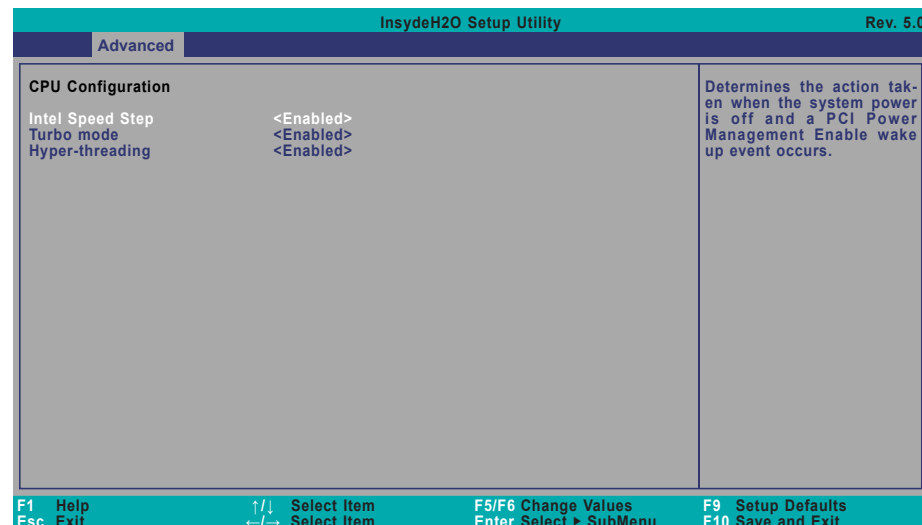 InsydeH2O Setup Utility Rev. 5.0
Advanced
CPU Configuration
Intel Speed Step <Enabled>
Turbo mode <Enabled>
Hyper-threading <Enabled>
Determines the action tak-
en when the system power
is off and a PCI Power
Management Enable wake
up event occurs.
F1 Help ↑/↓ Select Item F5/F6 Change Values F9 Setup Defaults
Esc Exit ←/→ Select Item Enter Select ▶ SubMenu F10 Save and Exit